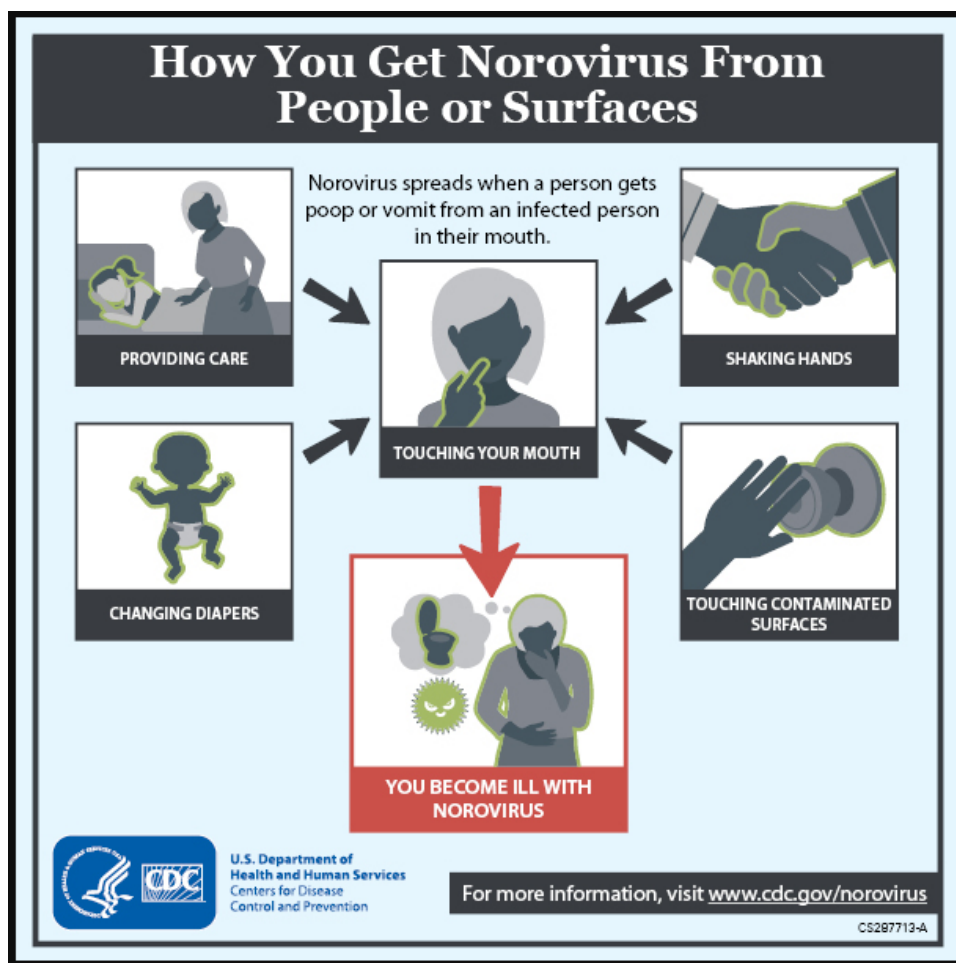 How You Get Norovirus From
People or Surfaces
Norovirus spreads when a person gets
poop or vomit from an infected person
in their mouth.
PROVIDING CARE
SHAKING HANDS
TOUCHING YOUR MOUTH
CHANGING DIAPERS
TOUCHING CONTAMINATED
SURFACES
YOU BECOME ILL WITH
NOROVIRUS
CDC
U.S. Department of
Health and Human Services
Centers for Disease
Control and Prevention
For more information, visit www.cdc.gov/norovirus
CS287713-A